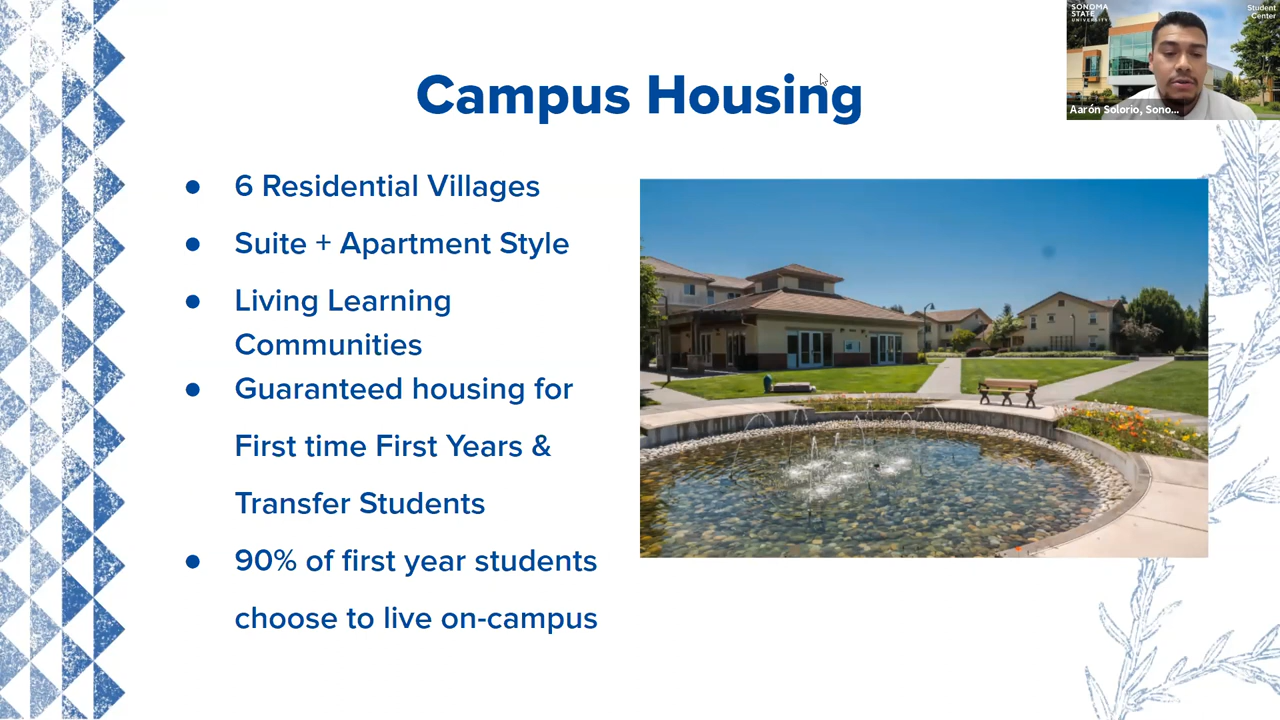 SONOMA
STATE
UNIVERSITY
Student
Center
Aarón Solorio, Sono...
Campus Housing
● 6 Residential Villages
● Suite + Apartment Style
● Living Learning
Communities
● Guaranteed housing for
First time First Years &
Transfer Students
● 90% of first year students
choose to live on-campus